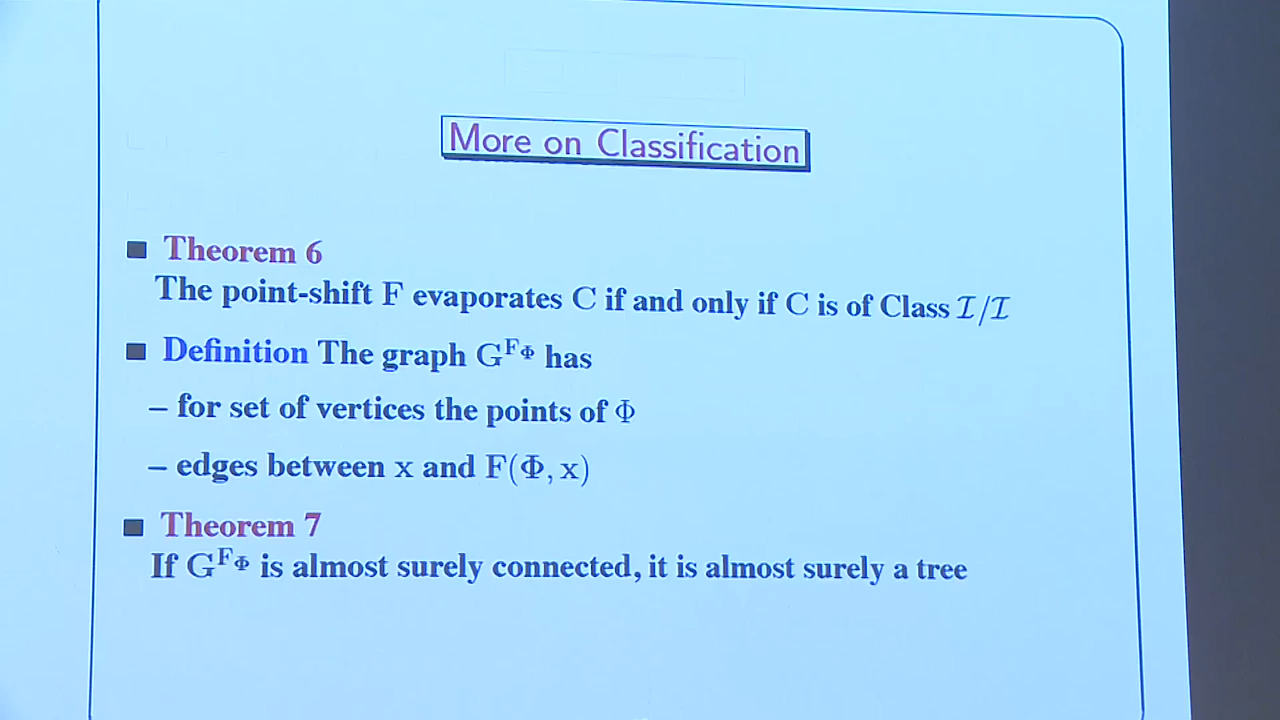 More on Classification
■ Theorem 6
The point-shift F evaporates C if and only if C is of Class 𝓘/𝓘
■ Definition The graph G^{F_Φ} has
– for set of vertices the points of Φ
– edges between x and F(Φ, x)
■ Theorem 7
If G^{F_Φ} is almost surely connected, it is almost surely a tree